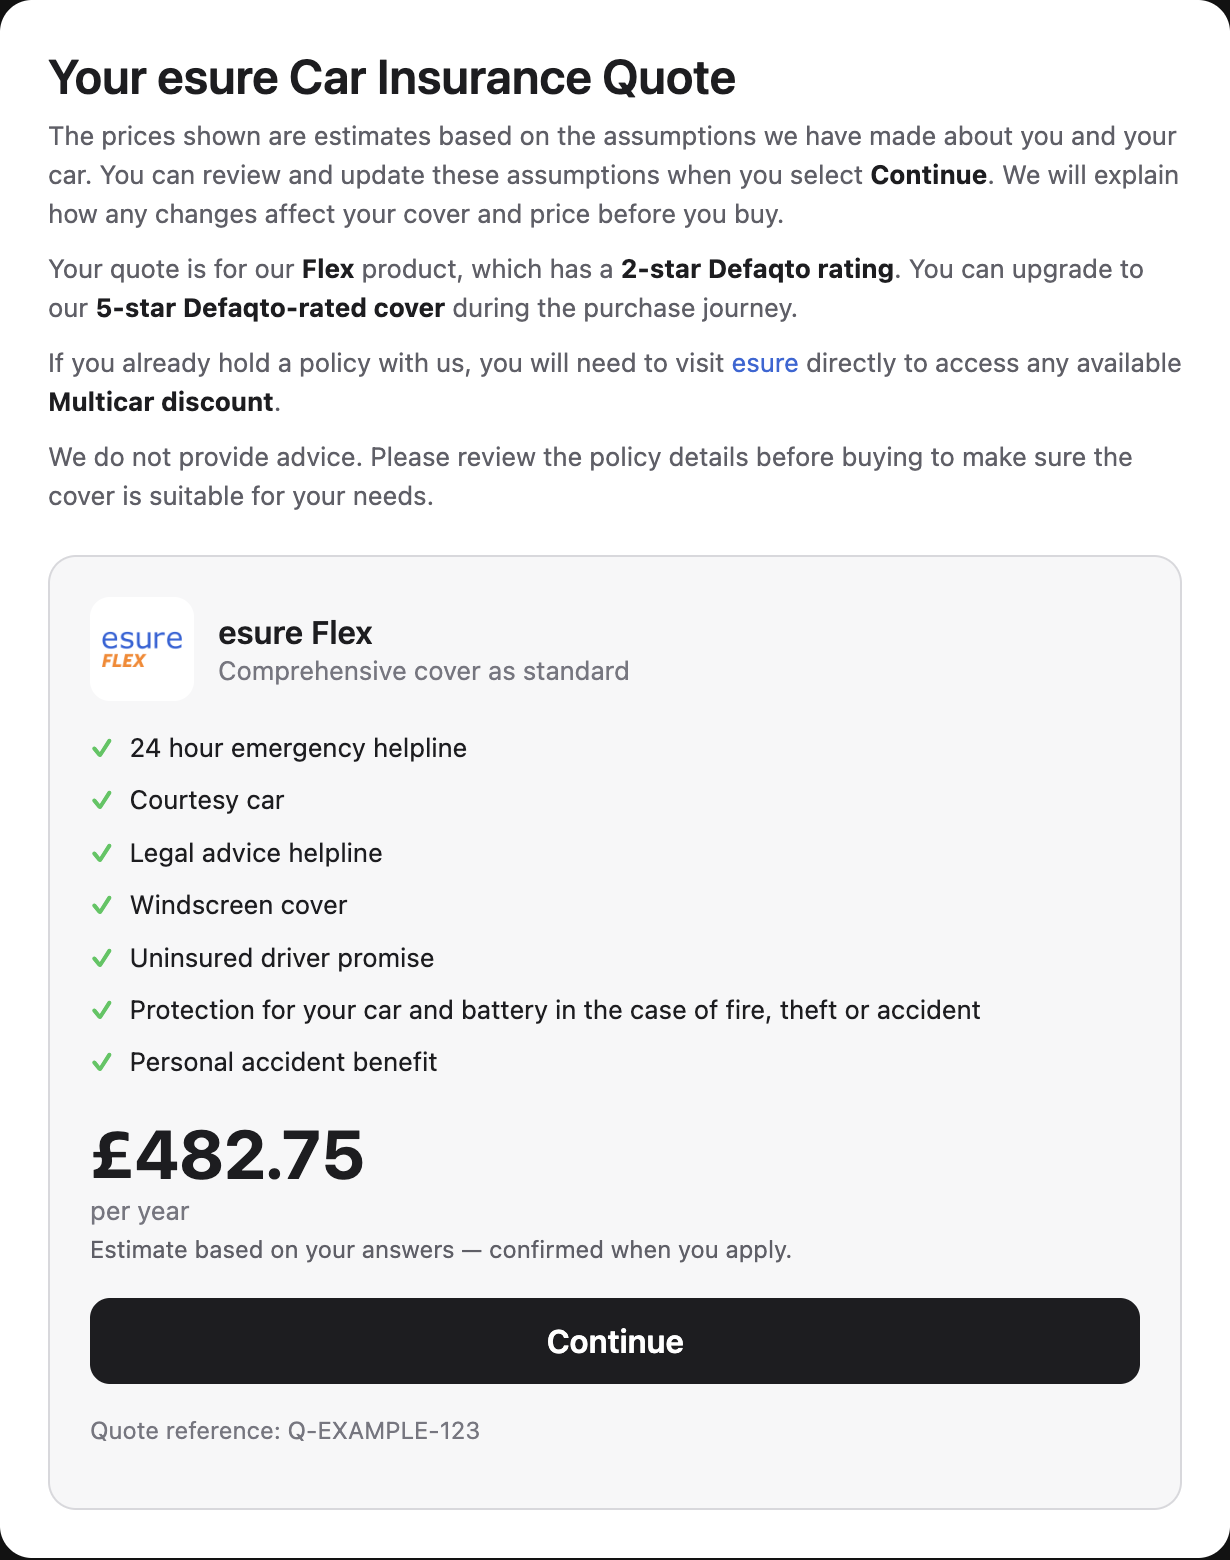 Your esure Car Insurance Quote
The prices shown are estimates based on the assumptions we have made about you and your
car. You can review and update these assumptions when you select Continue. We will explain
how any changes affect your cover and price before you buy.
Your quote is for our Flex product, which has a 2-star Defaqto rating. You can upgrade to
our 5-star Defaqto-rated cover during the purchase journey.
If you already hold a policy with us, you will need to visit esure directly to access any available
Multicar discount.
We do not provide advice. Please review the policy details before buying to make sure the
cover is suitable for your needs.
esure
FLEX
esure Flex
Comprehensive cover as standard
24 hour emergency helpline
Courtesy car
Legal advice helpline
Windscreen cover
Uninsured driver promise
Protection for your car and battery in the case of fire, theft or accident
Personal accident benefit
£482.75
per year
Estimate based on your answers — confirmed when you apply.
Continue
Quote reference: Q-EXAMPLE-123